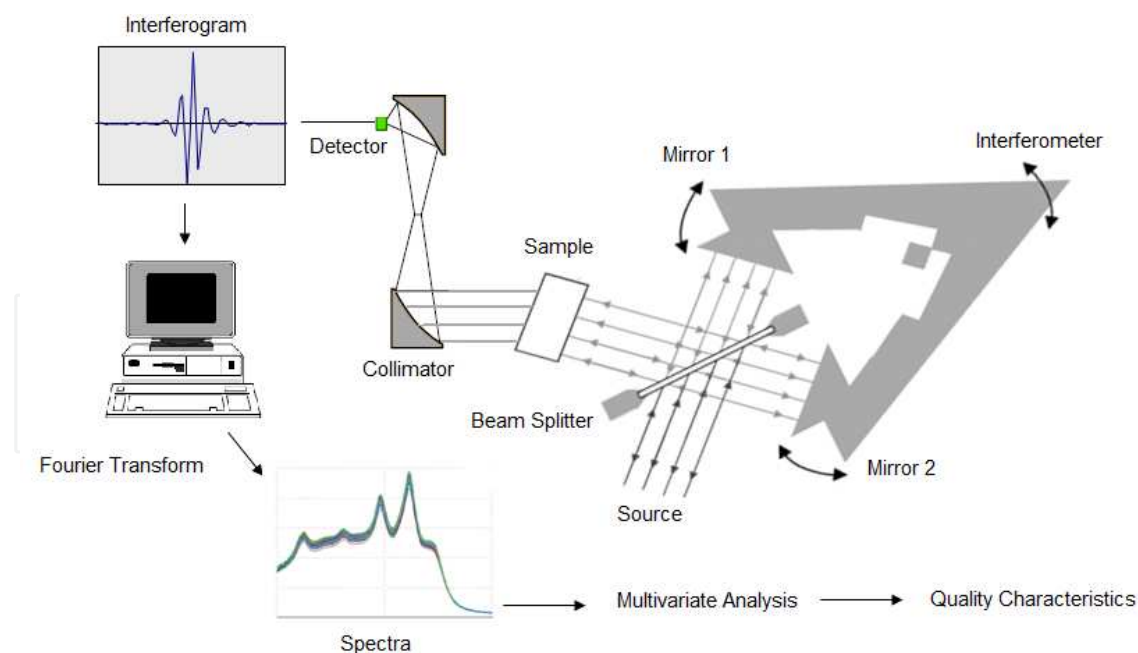 Interferogram
Detector
Mirror 1
Interferometer
Sample
Collimator
Beam Splitter
Mirror 2
Source
Fourier Transform
Spectra
Multivariate Analysis
Quality Characteristics